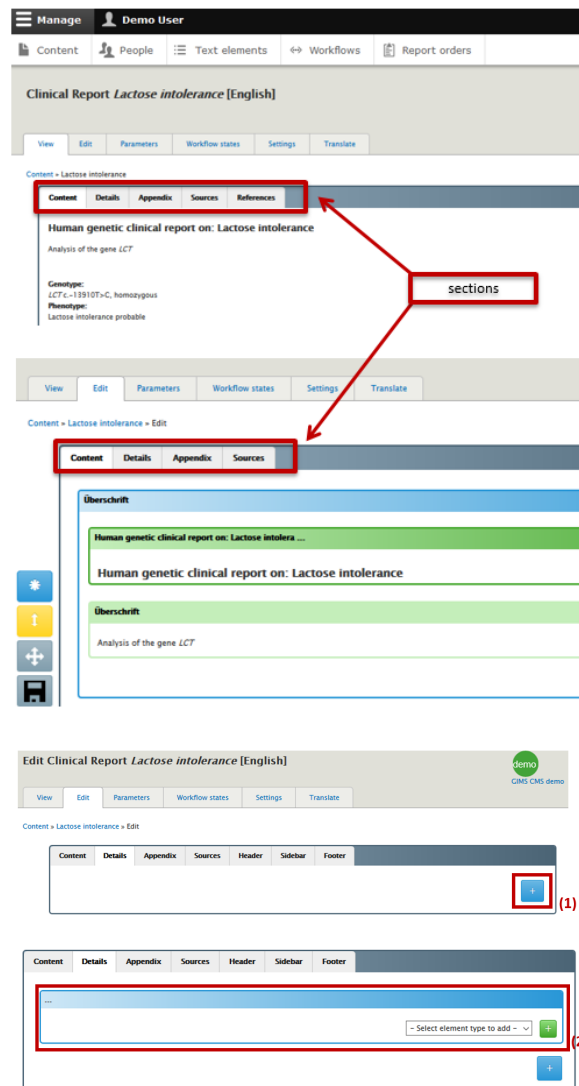 Manage Demo User
Content People Text elements Workflows Report orders
Clinical Report Lactose intolerance [English]
View Edit Parameters Workflow states Settings Translate
Content » Lactose intolerance
Content Details Appendix Sources References
Human genetic clinical report on: Lactose intolerance
Analysis of the gene LCT
Genotype:
LCT c.-13910T>C, homozygous
Phenotype:
Lactose intolerance probable
sections
View Edit Parameters Workflow states Settings Translate
Content » Lactose intolerance » Edit
Content Details Appendix Sources
Überschrift
Human genetic clinical report on: Lactose intolera ...
Human genetic clinical report on: Lactose intolerance
Überschrift
Analysis of the gene LCT
Edit Clinical Report Lactose intolerance [English]
demo
GIMS CMS demo
View Edit Parameters Workflow states Settings Translate
Content » Lactose intolerance » Edit
Content Details Appendix Sources Header Sidebar Footer
+
(1)
Content Details Appendix Sources Header Sidebar Footer
...
– Select element type to add – +
(2
+